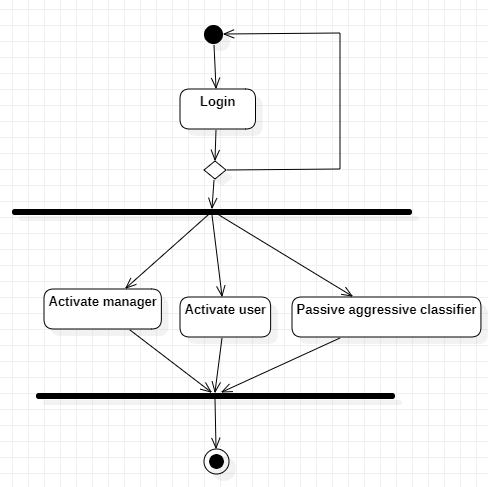 Login
Activate manager
Activate user
Passive aggressive classifier